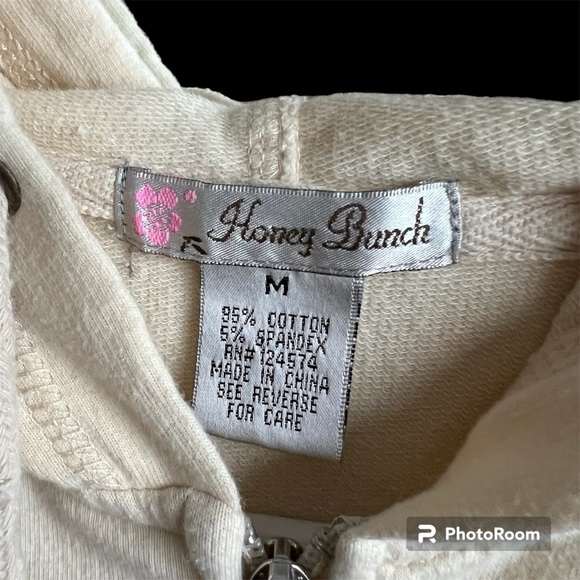 Honey Bunch
M
95% COTTON
5% SPANDEX
RN# 124574
MADE IN CHINA
SEE REVERSE
FOR CARE
PhotoRoom